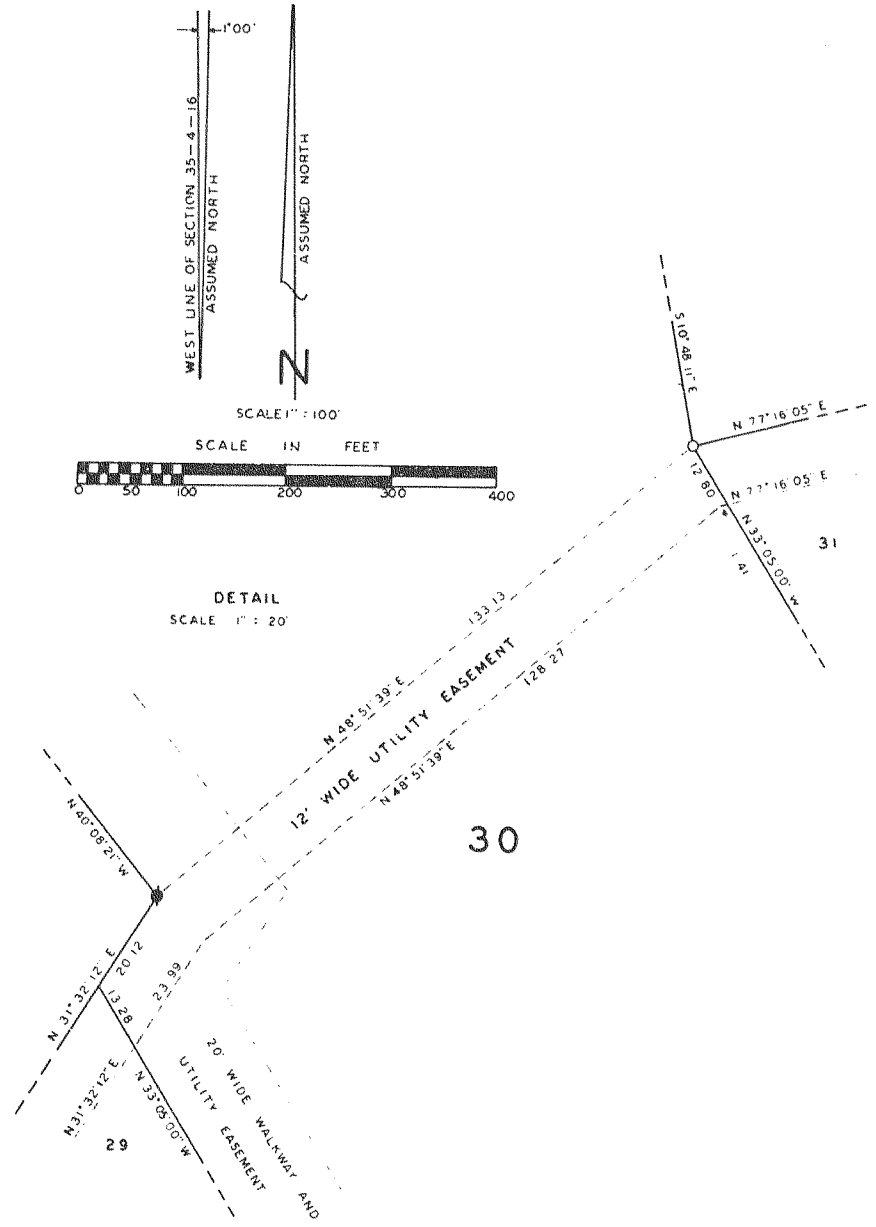 1°00'
WEST LINE OF SECTION 35-4-16
ASSUMED NORTH
ASSUMED NORTH
N
SCALE 1" : 100'
SCALE IN FEET
0 50 100 200 300 400
DETAIL
SCALE 1" : 20'
S 10° 48' 11" E
N 77° 16' 05" E
12.80
N 77° 16' 05" E
N 33° 05' 00" W
1.41
31
133.13
N 48° 51' 39" E
12' WIDE UTILITY EASEMENT
128.27
N 48° 51' 39" E
30
N 40° 08' 21" W
N 31° 32' 12" E
20.12
13.28
23.99
N 31° 32' 12" E
N 33° 05' 00" W
29
20' WIDE WALKWAY AND
UTILITY EASEMENT